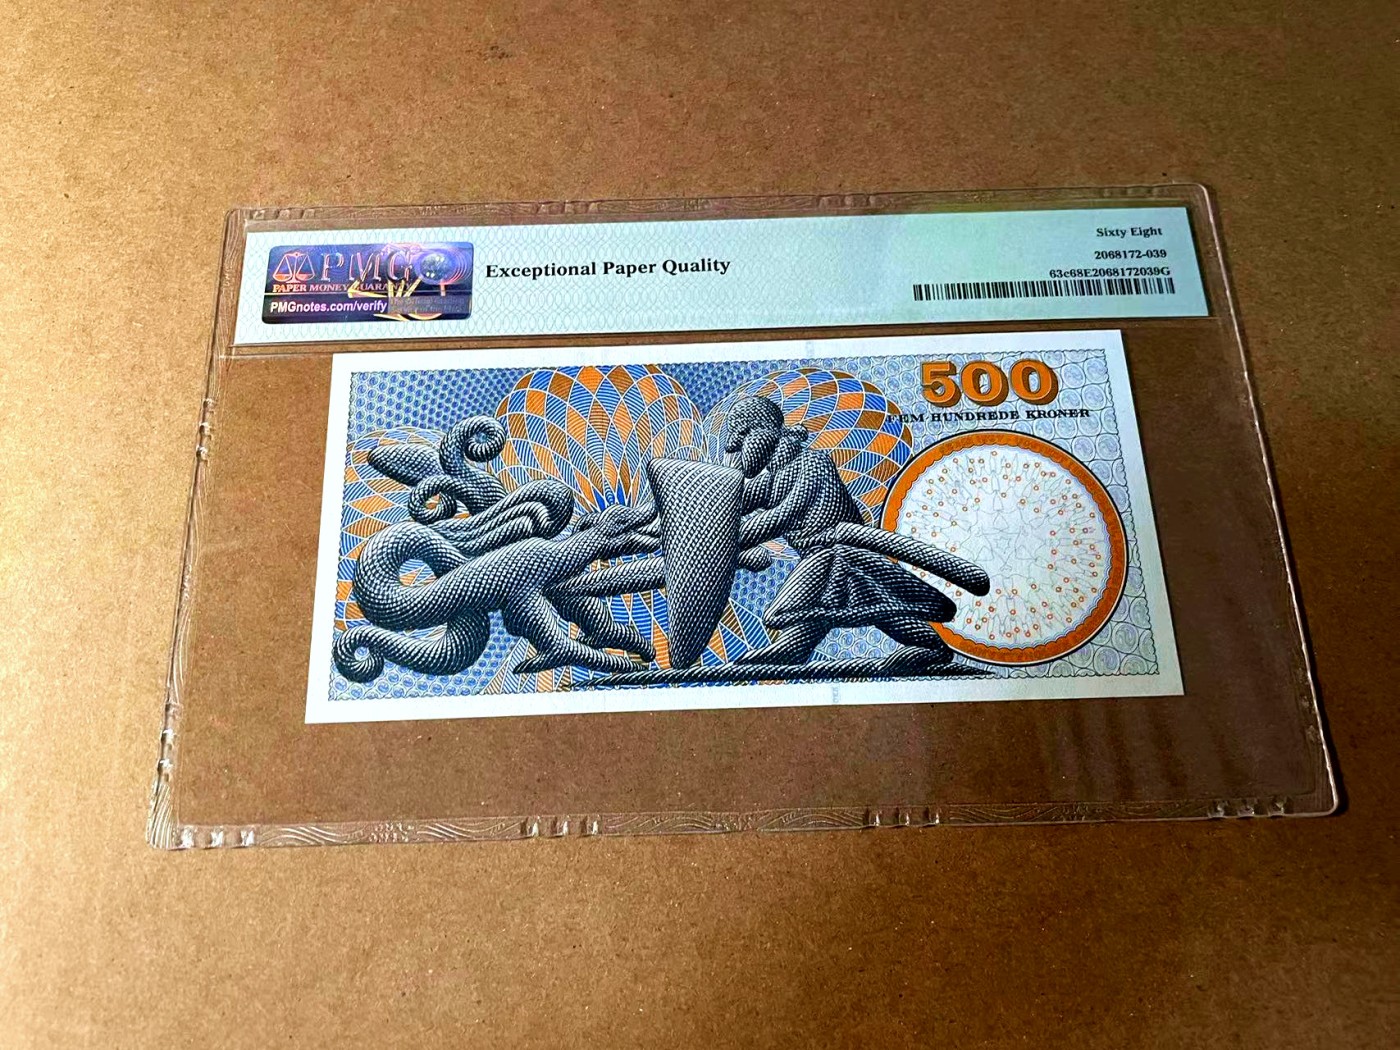 PMG
PAPER MONEY GUARANTY
PMGnotes.com/verify
Exceptional Paper Quality
Sixty Eight
2068172-039
63c68E2068172039G
500
FEM HUNDREDE KRONER